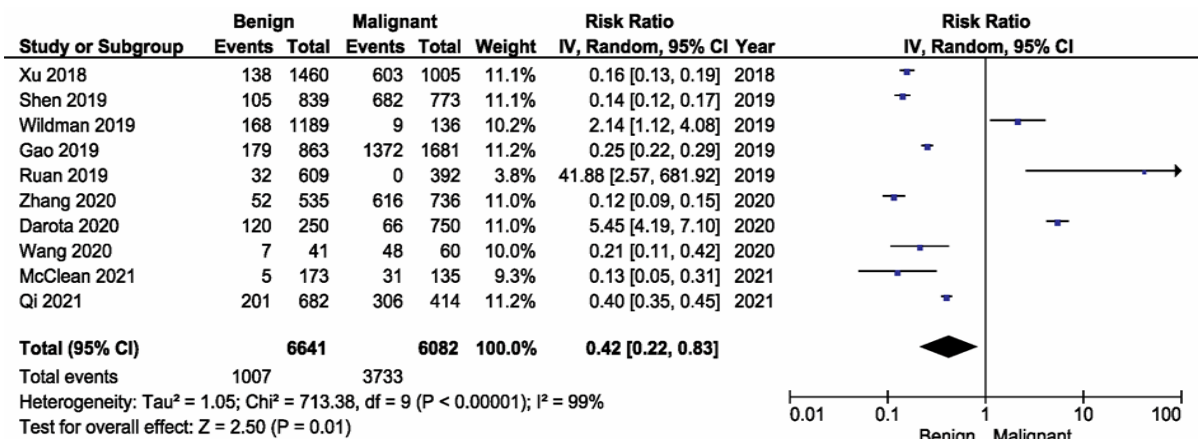 Benign Malignant Risk Ratio Risk Ratio
Study or Subgroup Events Total Events Total Weight IV, Random, 95% CI Year IV, Random, 95% CI
Xu 2018 138 1460 603 1005 11.1% 0.16 [0.13, 0.19] 2018
Shen 2019 105 839 682 773 11.1% 0.14 [0.12, 0.17] 2019
Wildman 2019 168 1189 9 136 10.2% 2.14 [1.12, 4.08] 2019
Gao 2019 179 863 1372 1681 11.2% 0.25 [0.22, 0.29] 2019
Ruan 2019 32 609 0 392 3.8% 41.88 [2.57, 681.92] 2019
Zhang 2020 52 535 616 736 11.0% 0.12 [0.09, 0.15] 2020
Darota 2020 120 250 66 750 11.0% 5.45 [4.19, 7.10] 2020
Wang 2020 7 41 48 60 10.0% 0.21 [0.11, 0.42] 2020
McClean 2021 5 173 31 135 9.3% 0.13 [0.05, 0.31] 2021
Qi 2021 201 682 306 414 11.2% 0.40 [0.35, 0.45] 2021
Total (95% CI) 6641 6082 100.0% 0.42 [0.22, 0.83]
Total events 1007 3733
Heterogeneity: Tau² = 1.05; Chi² = 713.38, df = 9 (P < 0.00001); I² = 99%
Test for overall effect: Z = 2.50 (P = 0.01)
0.01 0.1 1 10 100
Benign Malignant